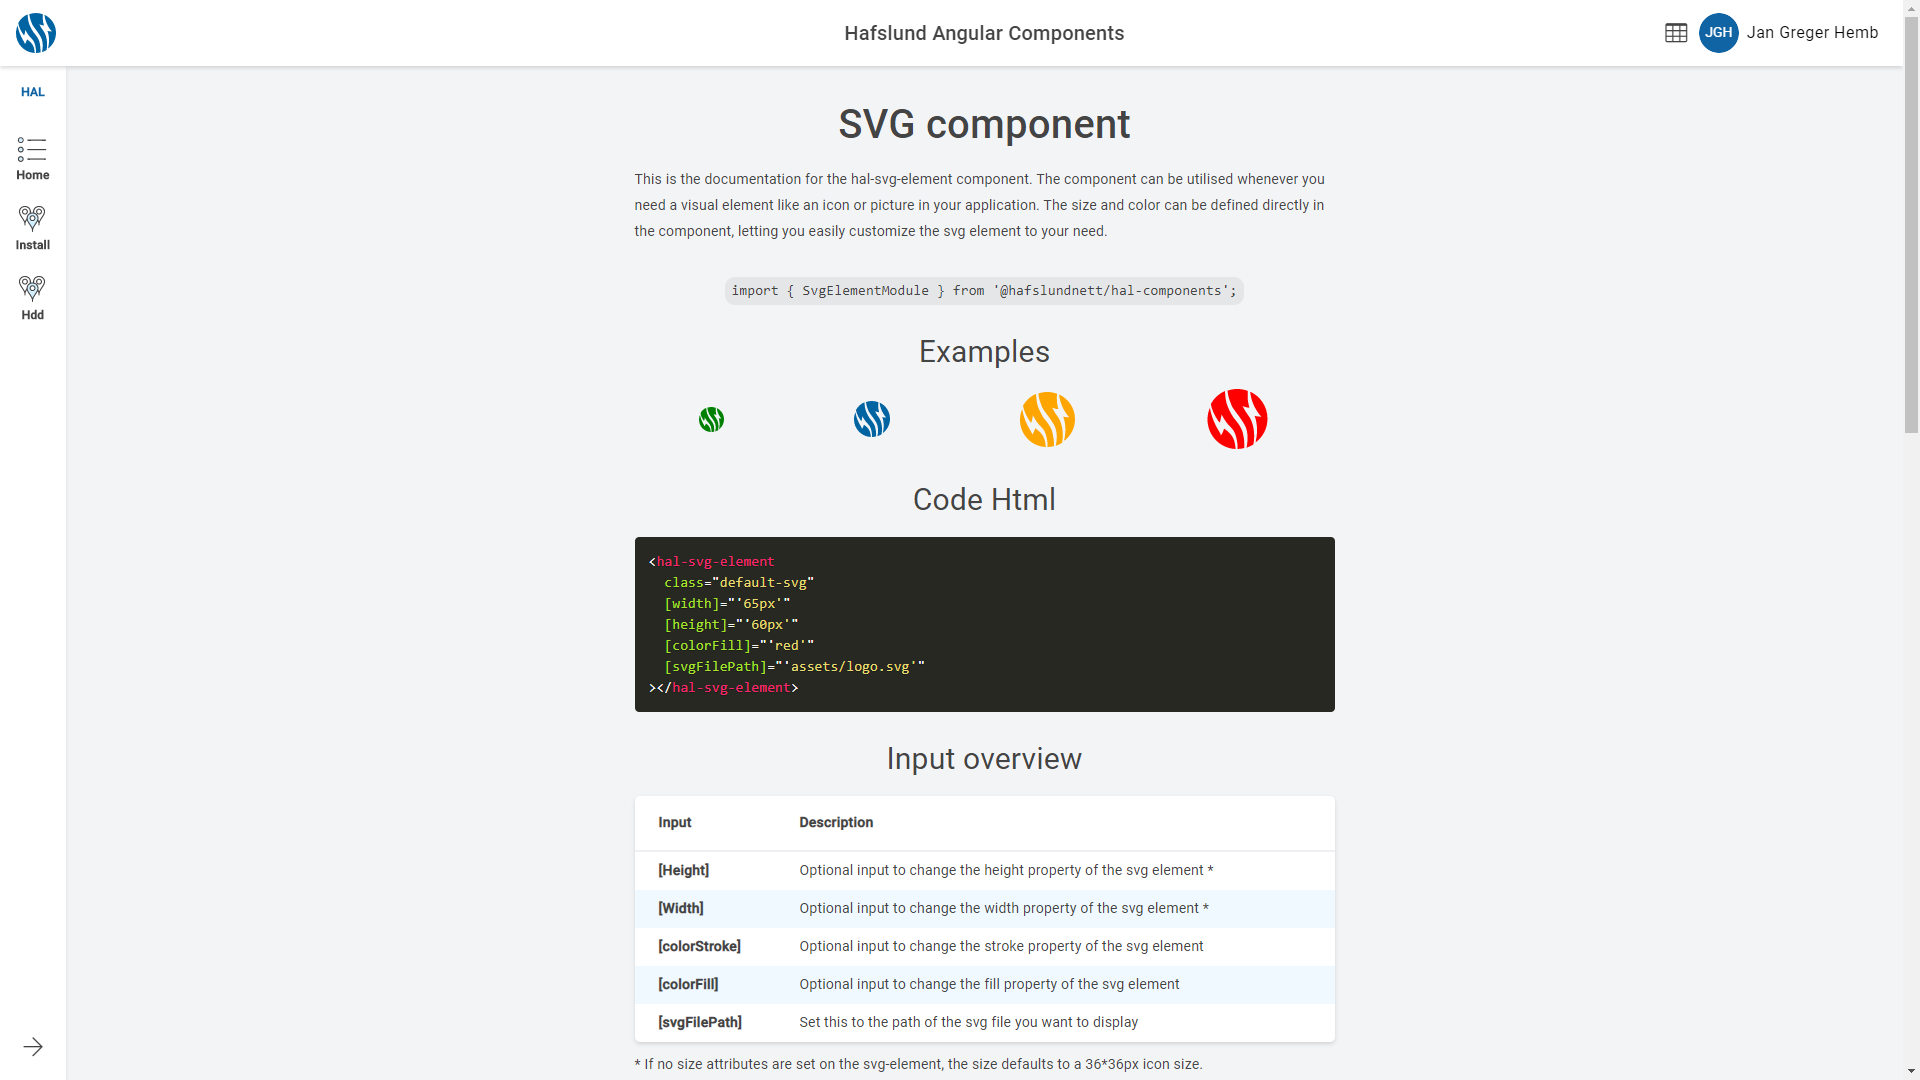 Hafslund Angular Components
JGH
Jan Greger Hemb
HAL
Home
Install
Hdd
SVG component
This is the documentation for the hal-svg-element component. The component can be utilised whenever you
need a visual element like an icon or picture in your application. The size and color can be defined directly in
the component, letting you easily customize the svg element to your need.
import { SvgElementModule } from '@hafslundnett/hal-components';
Examples
Code Html
<hal-svg-element
  class="default-svg"
  [width]="'65px'"
  [height]="'60px'"
  [colorFill]="'red'"
  [svgFilePath]="'assets/logo.svg'"
></hal-svg-element>
Input overview
Input Description
[Height] Optional input to change the height property of the svg element *
[Width] Optional input to change the width property of the svg element *
[colorStroke] Optional input to change the stroke property of the svg element
[colorFill] Optional input to change the fill property of the svg element
[svgFilePath] Set this to the path of the svg file you want to display
* If no size attributes are set on the svg-element, the size defaults to a 36*36px icon size.